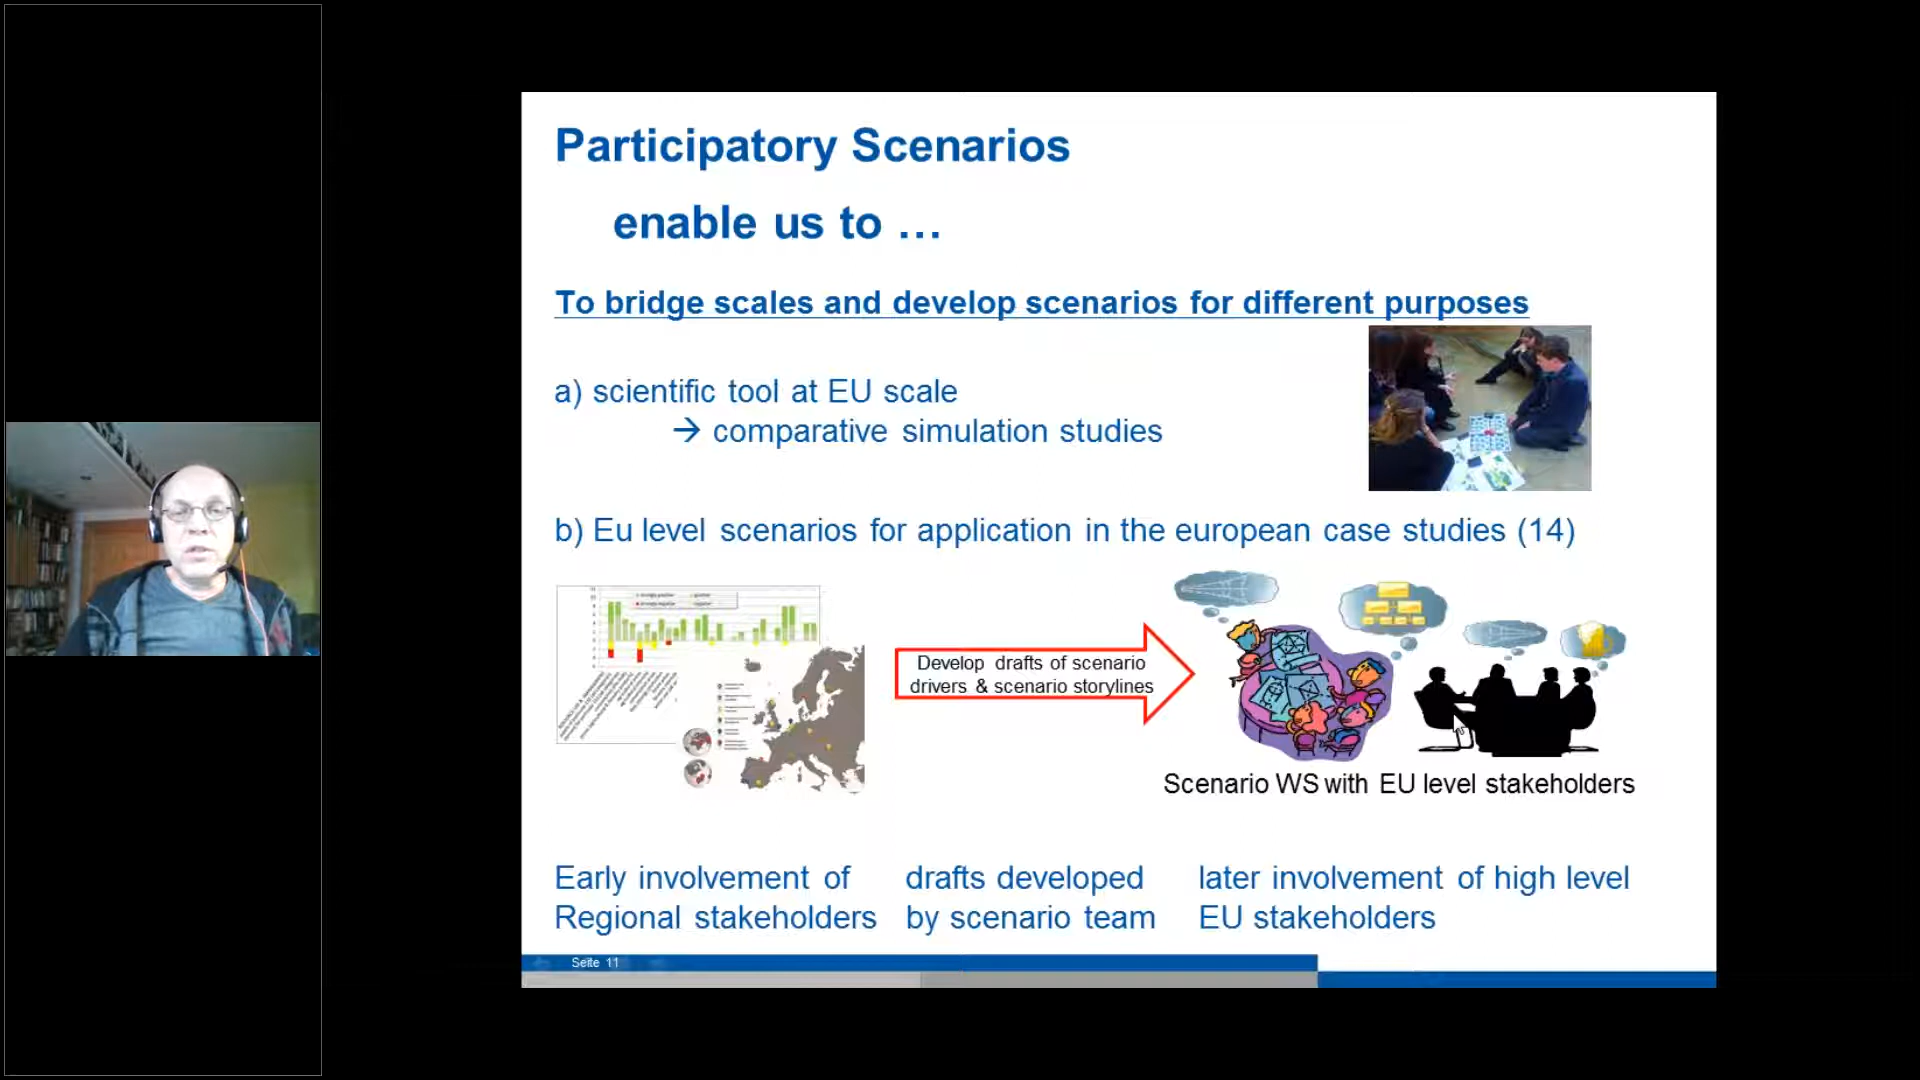 Participatory Scenarios
enable us to …
To bridge scales and develop scenarios for different purposes
a) scientific tool at EU scale
→ comparative simulation studies
b) Eu level scenarios for application in the european case studies (14)
Develop drafts of scenario
drivers & scenario storylines
Scenario WS with EU level stakeholders
Early involvement of
Regional stakeholders
drafts developed
by scenario team
later involvement of high level
EU stakeholders
Seite 11